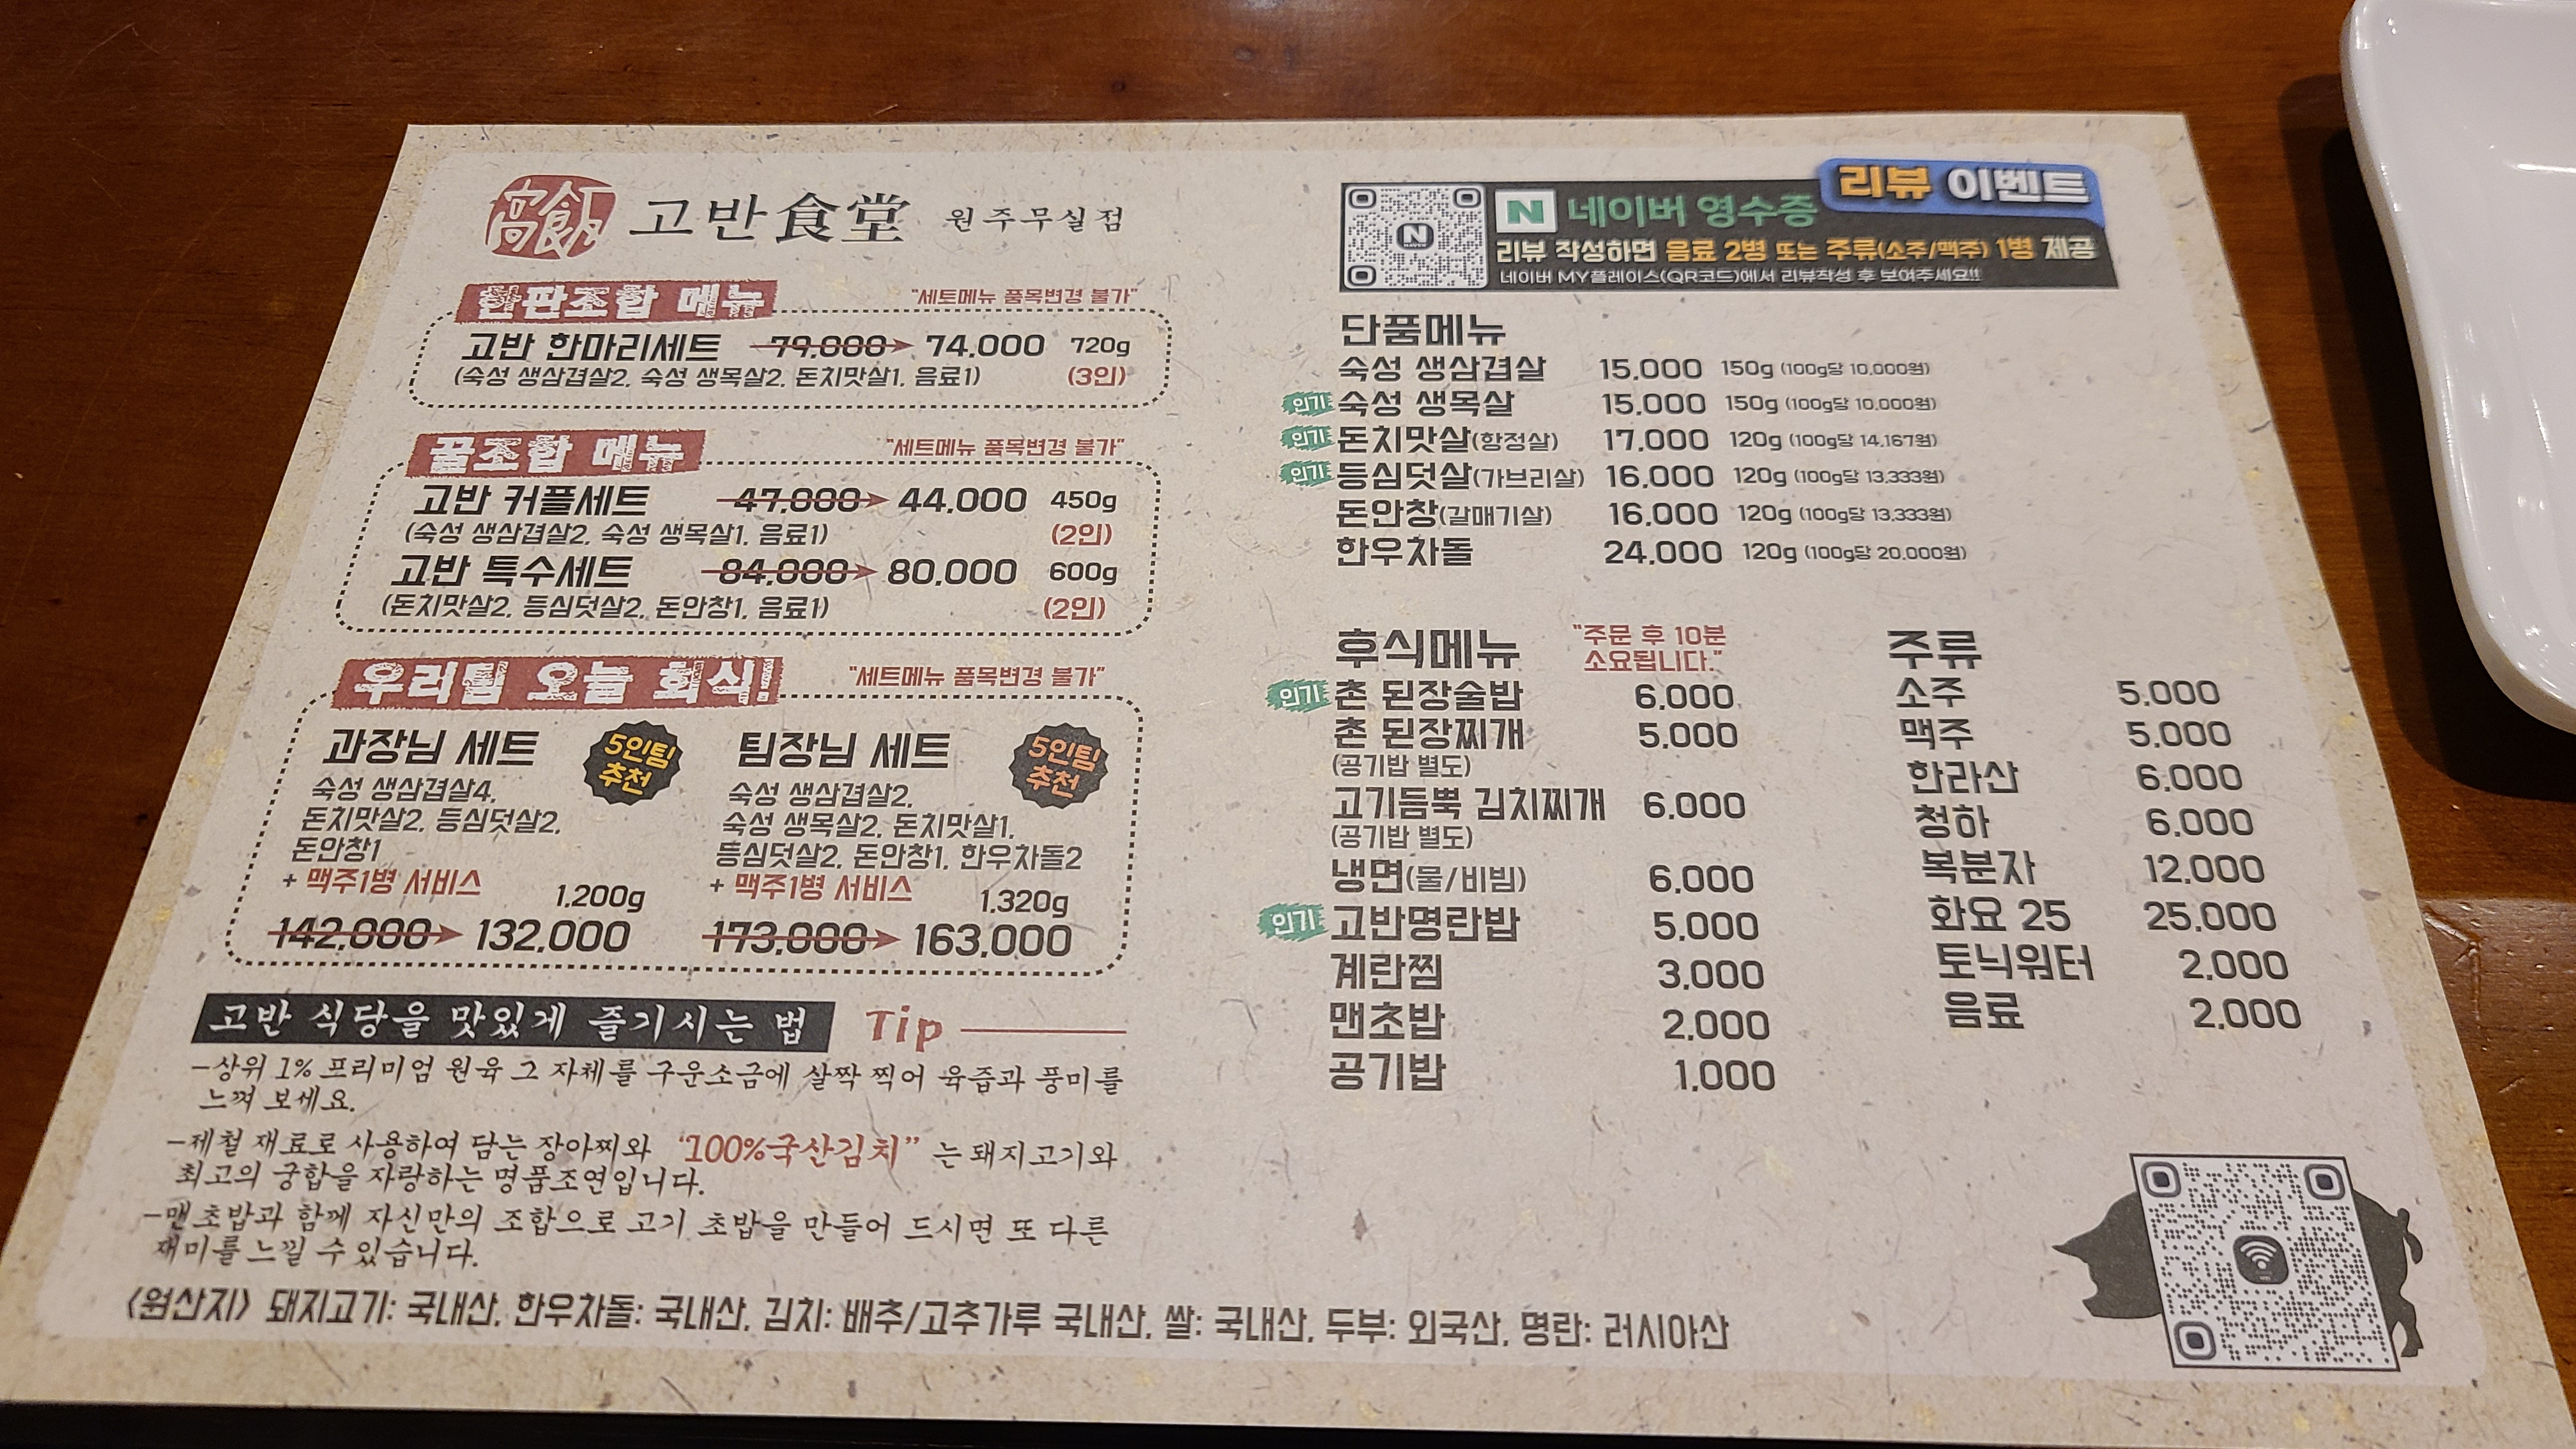 高飯 고반食堂 원주무실점
한판조합 메뉴 "세트메뉴 품목변경 불가"
고반 한마리세트 79,000 74,000 720g
(숙성 생삼겹살2, 숙성 생목살2, 돈치맛살1, 음료1) (3인)
꿀조합 메뉴 "세트메뉴 품목변경 불가"
고반 커플세트 47,000 44,000 450g
(숙성 생삼겹살2, 숙성 생목살1, 음료1) (2인)
고반 특수세트 84,000 80,000 600g
(돈치맛살2, 등심덧살2, 돈안창1, 음료1) (2인)
우리팀 오늘 회식! "세트메뉴 품목변경 불가"
과장님 세트 5인팀
추천
숙성 생삼겹살4,
돈치맛살2, 등심덧살2,
돈안창1
+ 맥주1병 서비스 1,200g
142,000 132,000
팀장님 세트 5인팀
추천
숙성 생삼겹살2,
숙성 생목살2, 돈치맛살1,
등심덧살2, 돈안창1, 한우차돌2
+ 맥주1병 서비스 1,320g
173,000 163,000
고반 식당을 맛있게 즐기시는 법 Tip
-상위 1% 프리미엄 원육 그 자체를 구운소금에 살짝 찍어 육즙과 풍미를
느껴 보세요.
-제철 재료로 사용하여 담는 장아찌와 "100%국산김치" 는 돼지고기와
최고의 궁합을 자랑하는 명품조연입니다.
-맨초밥과 함께 자신만의 조합으로 고기 초밥을 만들어 드시면 또 다른
재미를 느낄 수 있습니다.
리뷰 이벤트
N 네이버 영수증
리뷰 작성하면 음료 2병 또는 주류(소주/맥주) 1병 제공
네이버 MY플레이스(QR코드)에서 리뷰작성 후 보여주세요!!
N
NAVER
단품메뉴
숙성 생삼겹살 15,000 150g (100g당 10,000원)
인기 숙성 생목살 15,000 150g (100g당 10,000원)
인기 돈치맛살(항정살) 17,000 120g (100g당 14,167원)
인기 등심덧살(가브리살) 16,000 120g (100g당 13,333원)
돈안창(갈매기살) 16,000 120g (100g당 13,333원)
한우차돌 24,000 120g (100g당 20,000원)
후식메뉴 "주문 후 10분
소요됩니다."
인기 촌 된장술밥 6,000
촌 된장찌개 5,000
(공기밥 별도)
고기듬뿍 김치찌개 6,000
(공기밥 별도)
냉면(물/비빔) 6,000
인기 고반명란밥 5,000
계란찜 3,000
맨초밥 2,000
공기밥 1,000
주류
소주 5,000
맥주 5,000
한라산 6,000
청하 6,000
복분자 12,000
화요 25 25,000
토닉워터 2,000
음료 2,000
<원산지> 돼지고기: 국내산, 한우차돌: 국내산, 김치: 배추/고추가루 국내산, 쌀: 국내산, 두부: 외국산, 명란: 러시아산